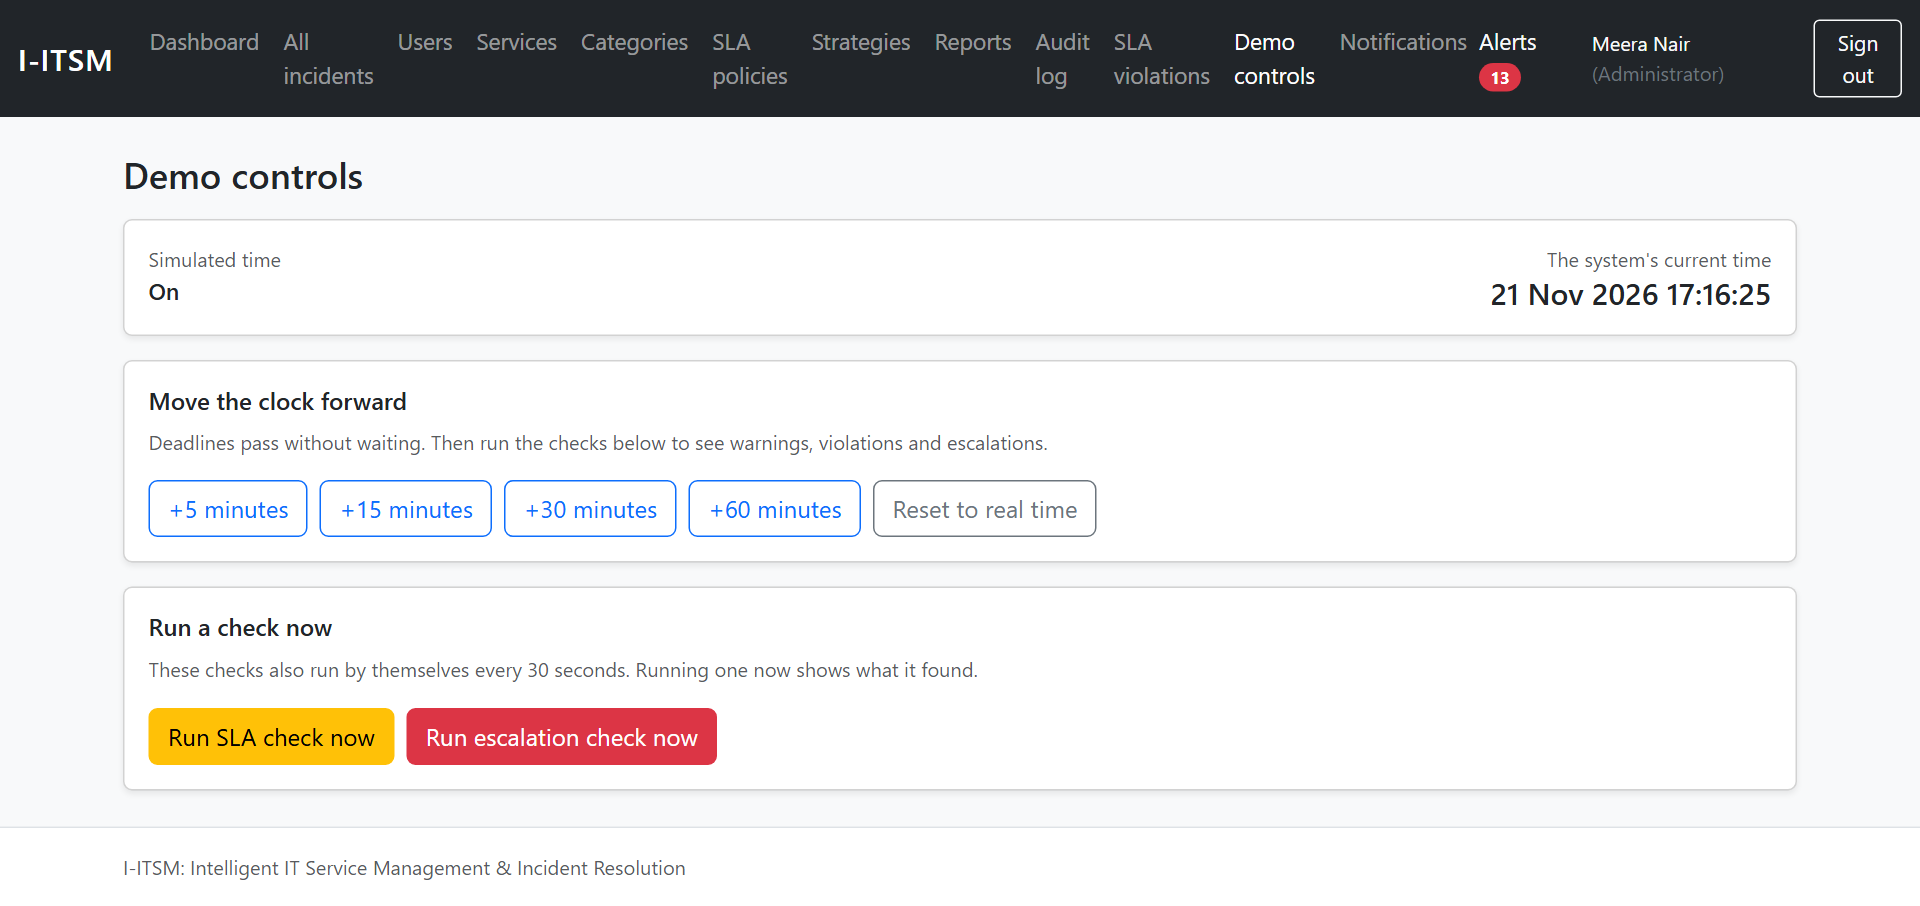 I-ITSM
Dashboard
All incidents
Users
Services
Categories
SLA policies
Strategies
Reports
Audit log
SLA violations
Demo controls
Notifications
Alerts 13
Meera Nair
(Administrator)
Sign out
Demo controls
Simulated time
On
The system's current time
21 Nov 2026 17:16:25
Move the clock forward
Deadlines pass without waiting. Then run the checks below to see warnings, violations and escalations.
+5 minutes
+15 minutes
+30 minutes
+60 minutes
Reset to real time
Run a check now
These checks also run by themselves every 30 seconds. Running one now shows what it found.
Run SLA check now
Run escalation check now
I-ITSM: Intelligent IT Service Management & Incident Resolution